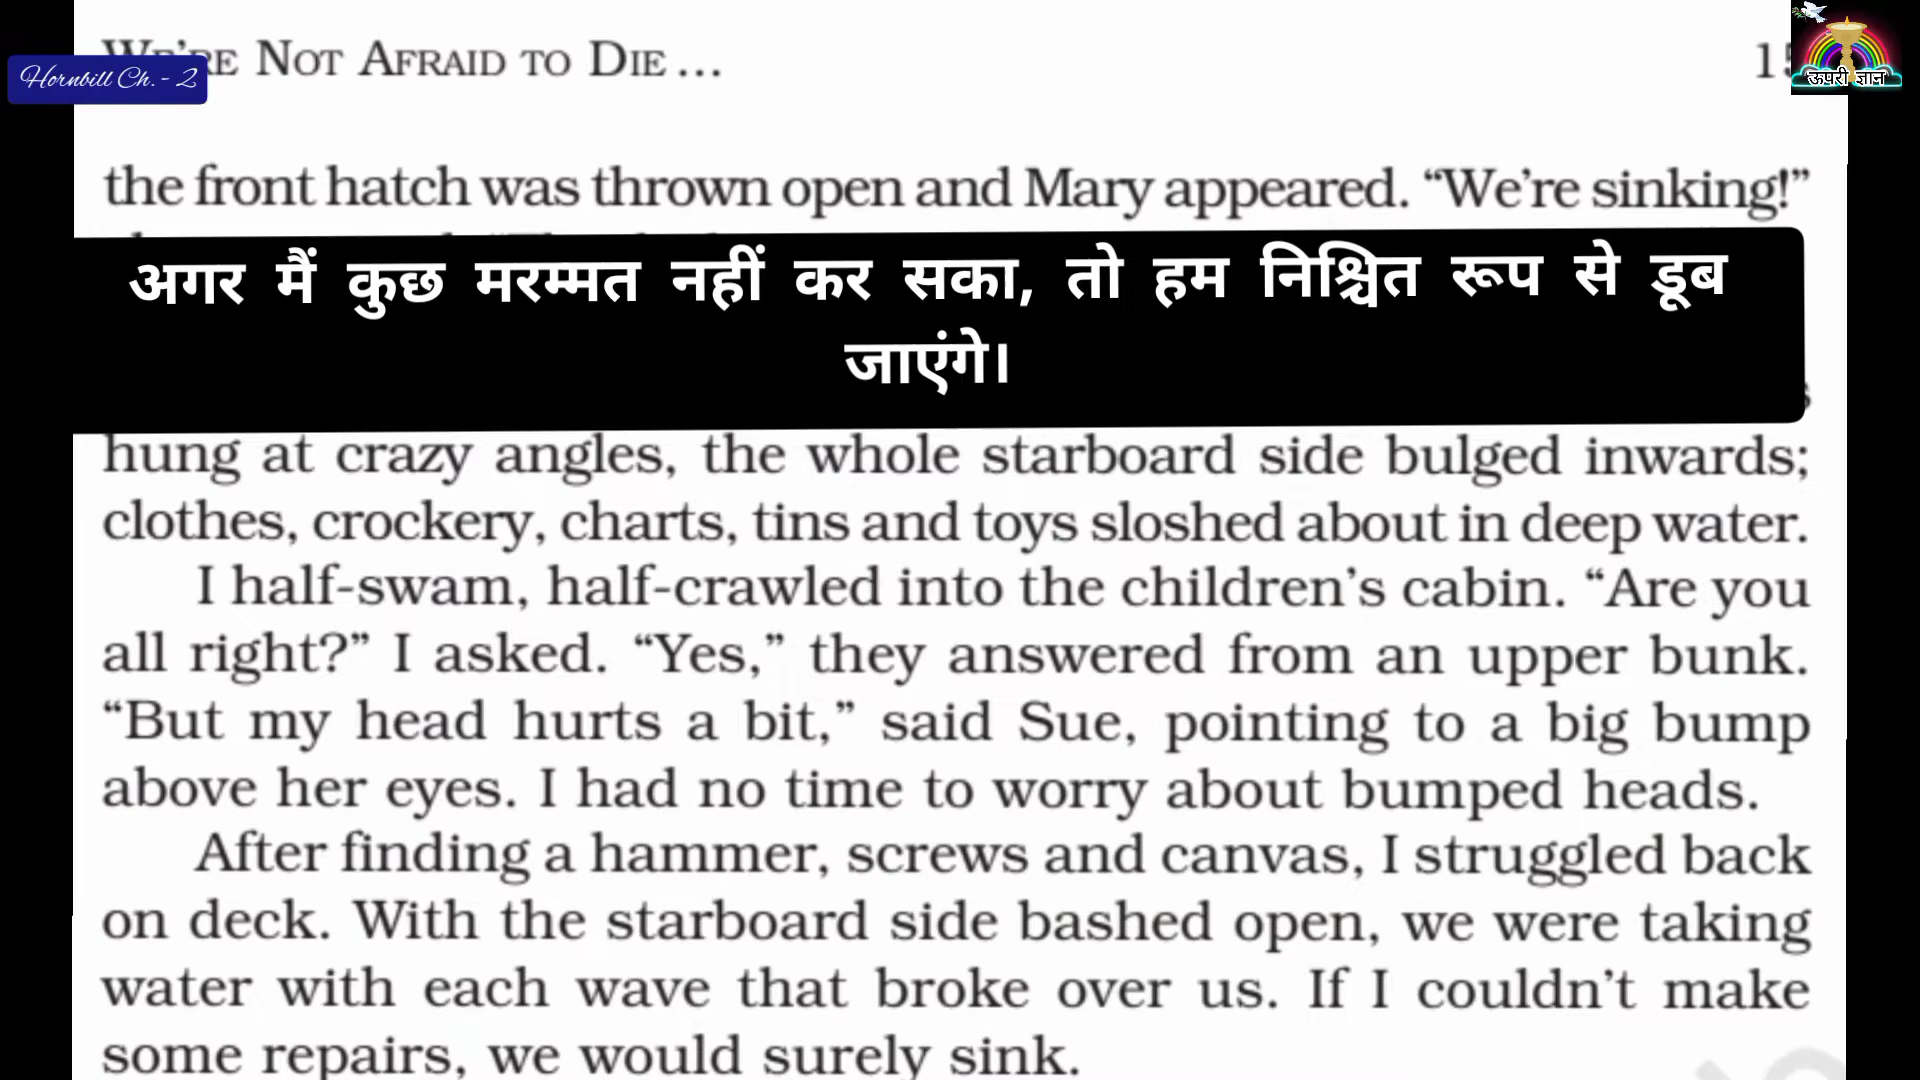 WE'RE NOT AFRAID TO DIE ...
Hornbill Ch.- 2
ऊपरी ज्ञान
the front hatch was thrown open and Mary appeared. “We’re sinking!”
अगर मैं कुछ मरम्मत नहीं कर सका, तो हम निश्चित रूप से डूब
जाएंगे।
hung at crazy angles, the whole starboard side bulged inwards;
clothes, crockery, charts, tins and toys sloshed about in deep water.
I half-swam, half-crawled into the children’s cabin. “Are you
all right?” I asked. “Yes,” they answered from an upper bunk.
“But my head hurts a bit,” said Sue, pointing to a big bump
above her eyes. I had no time to worry about bumped heads.
After finding a hammer, screws and canvas, I struggled back
on deck. With the starboard side bashed open, we were taking
water with each wave that broke over us. If I couldn’t make
some repairs, we would surely sink.